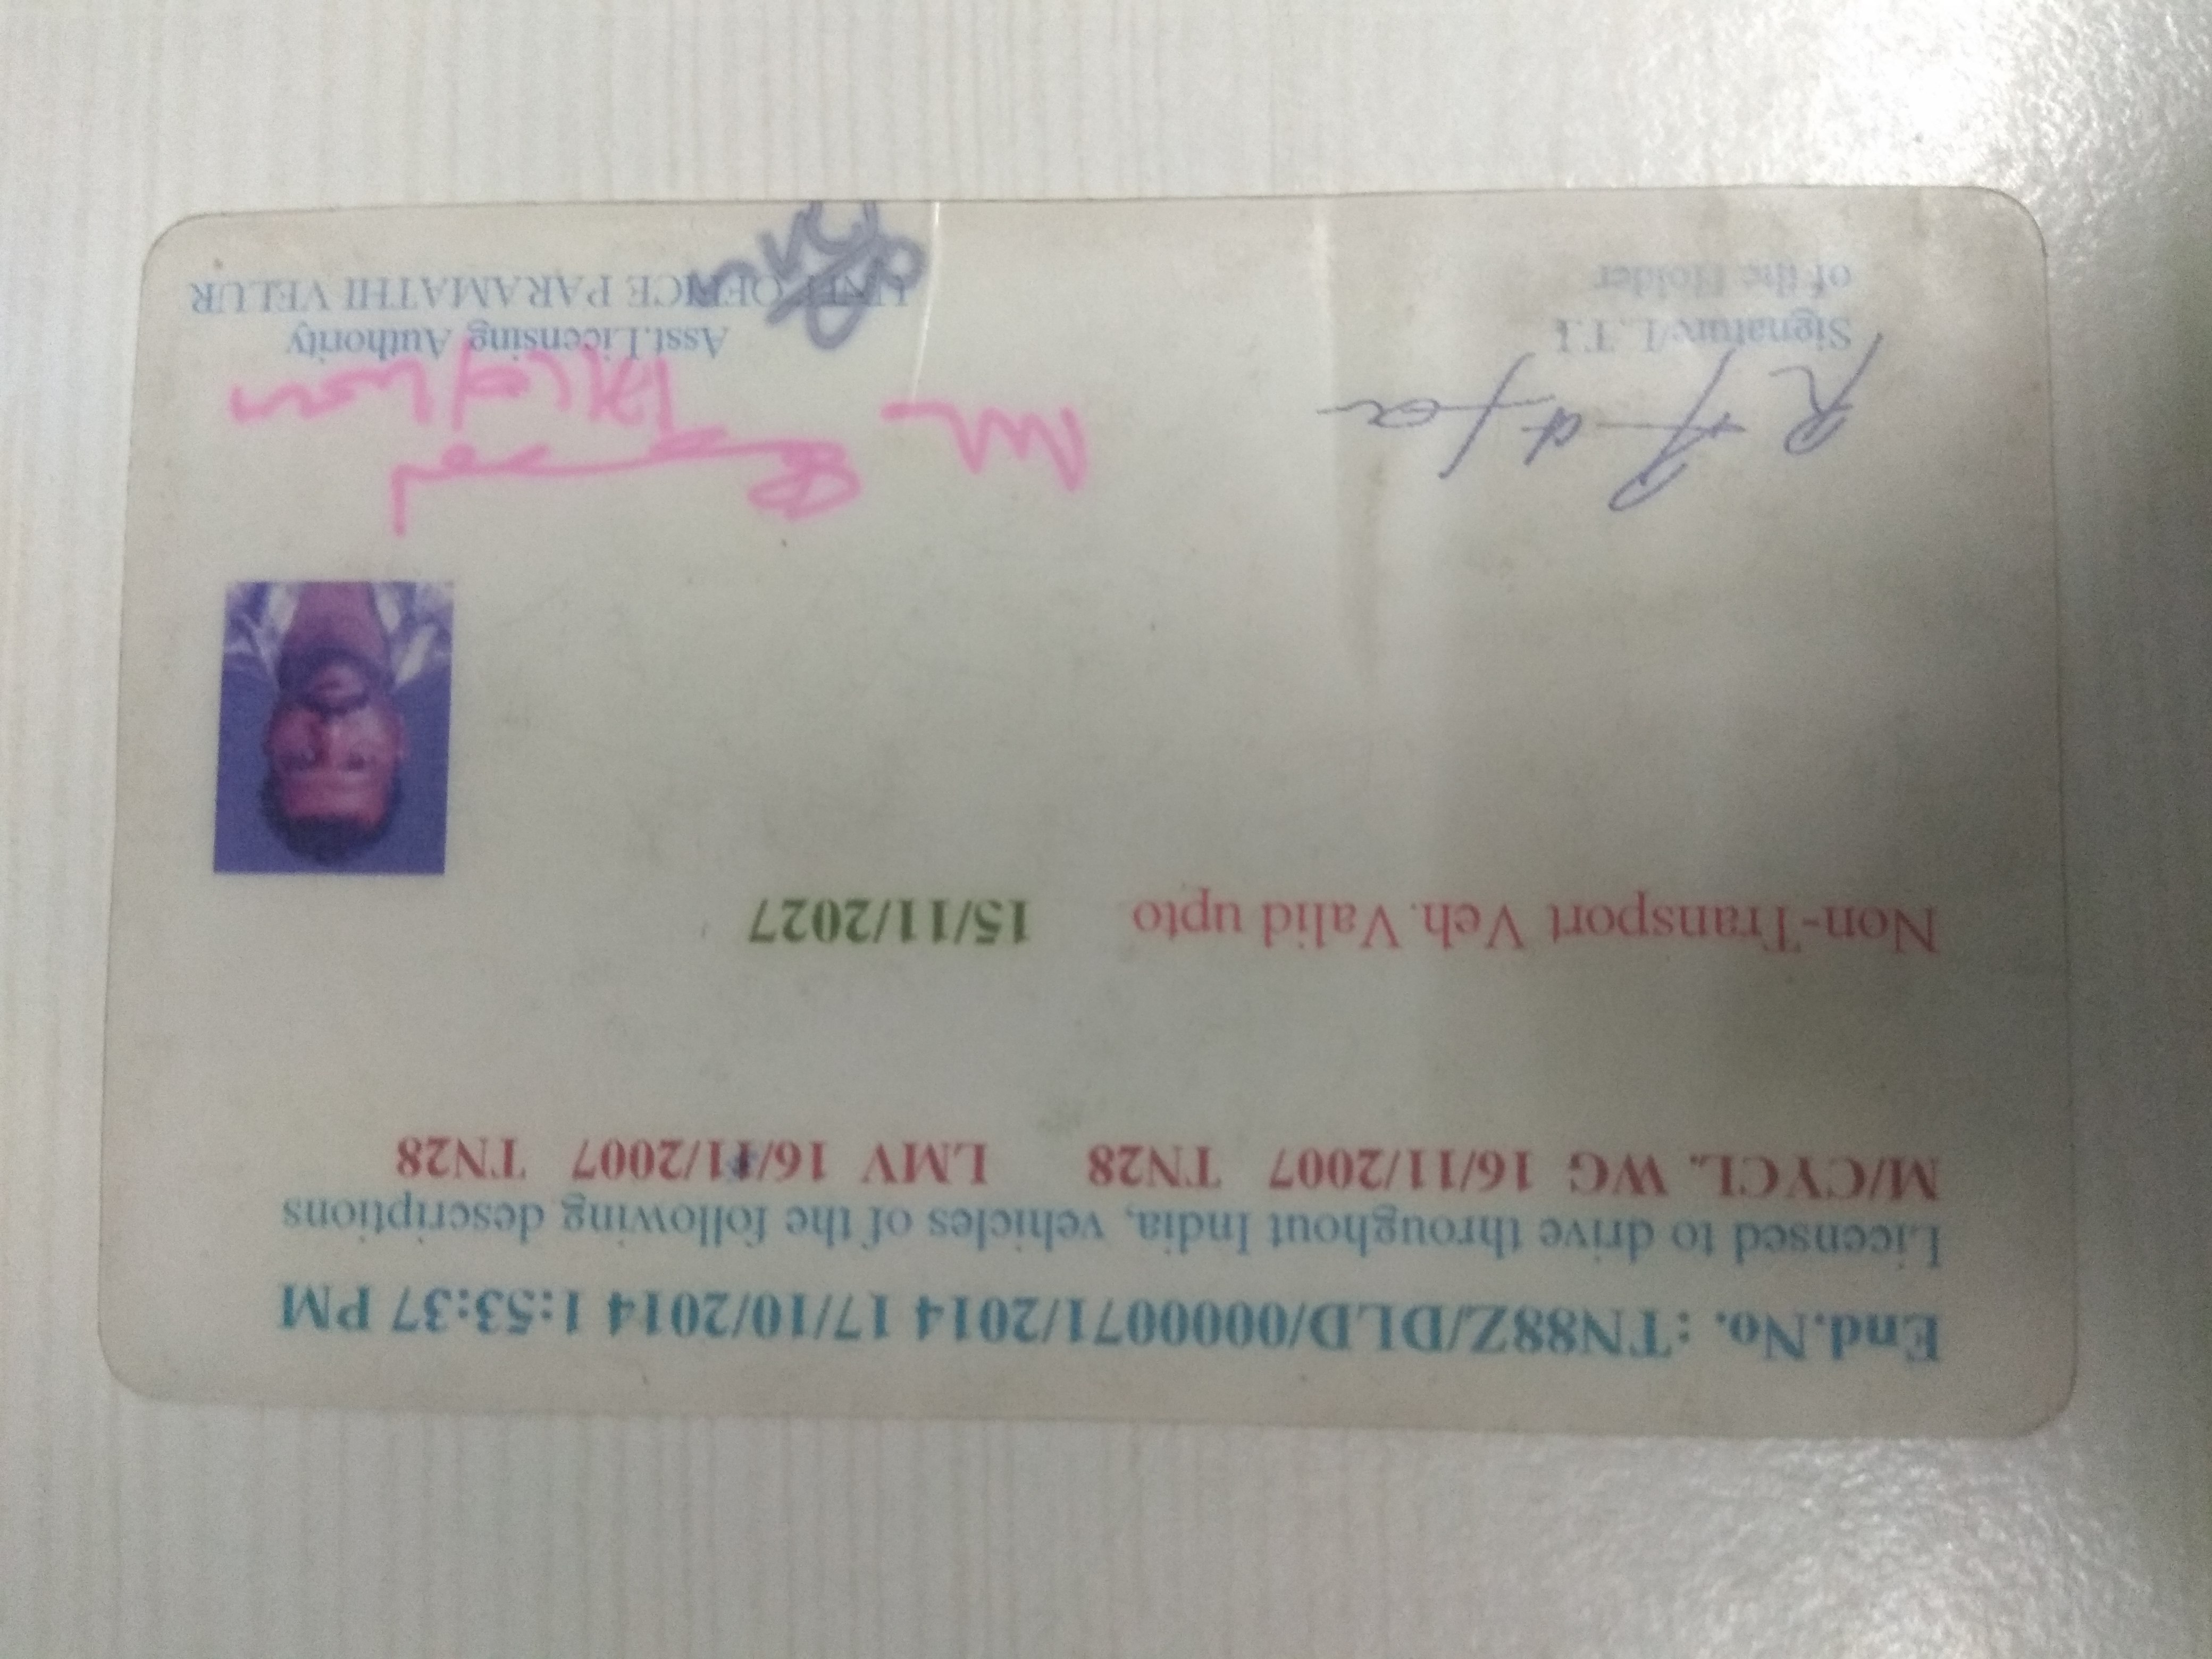 End.No. : TN88Z/DLD/0000071/2014 17/10/2014 1:53:37 PM
Licensed to drive throughout India, vehicles of the following descriptions
M/CYCL. WG 16/11/2007 TN28 LMV 16/11/2007 TN28
Non-Transport Veh. Valid upto 15/11/2027
Signature/L.T.I
of the Holder
Asst.Licensing Authority
UNIT OFFICE PARAMATHI VELUR